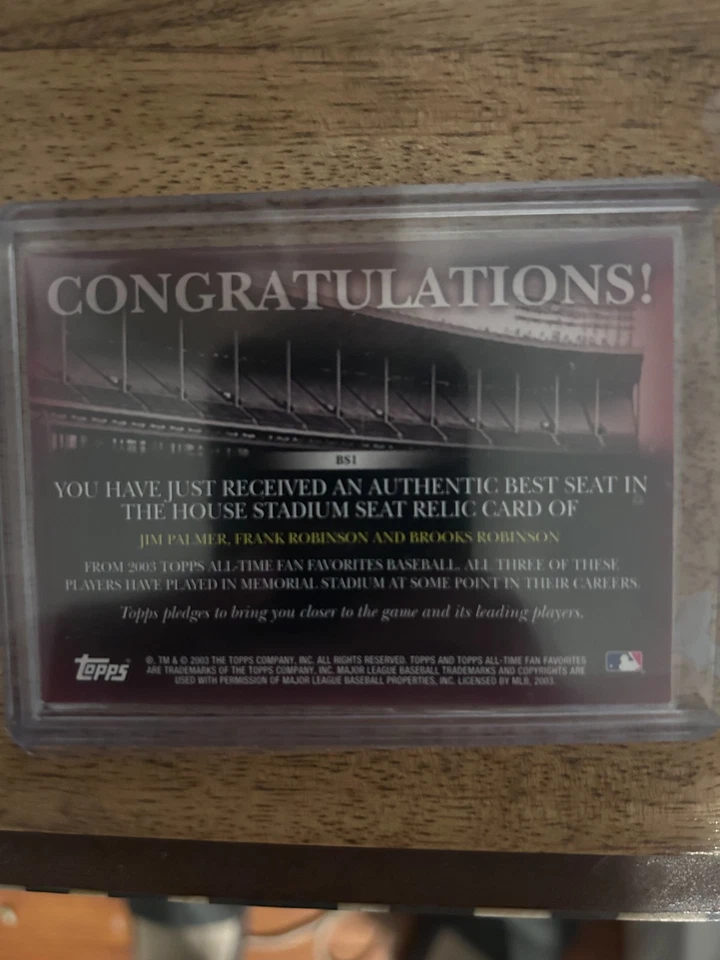 CONGRATULATIONS!
BS1
YOU HAVE JUST RECEIVED AN AUTHENTIC BEST SEAT IN
THE HOUSE STADIUM SEAT RELIC CARD OF
JIM PALMER, FRANK ROBINSON AND BROOKS ROBINSON
FROM 2003 TOPPS ALL-TIME FAN FAVORITES BASEBALL. ALL THREE OF THESE
PLAYERS HAVE PLAYED IN MEMORIAL STADIUM AT SOME POINT IN THEIR CAREERS.
Topps pledges to bring you closer to the game and its leading players.
Topps
®, TM & © 2003 THE TOPPS COMPANY, INC. ALL RIGHTS RESERVED. TOPPS AND TOPPS ALL-TIME FAN FAVORITES
ARE TRADEMARKS OF THE TOPPS COMPANY, INC. MAJOR LEAGUE BASEBALL TRADEMARKS AND COPYRIGHTS ARE
USED WITH PERMISSION OF MAJOR LEAGUE BASEBALL PROPERTIES, INC. LICENSED BY MLB, 2003.